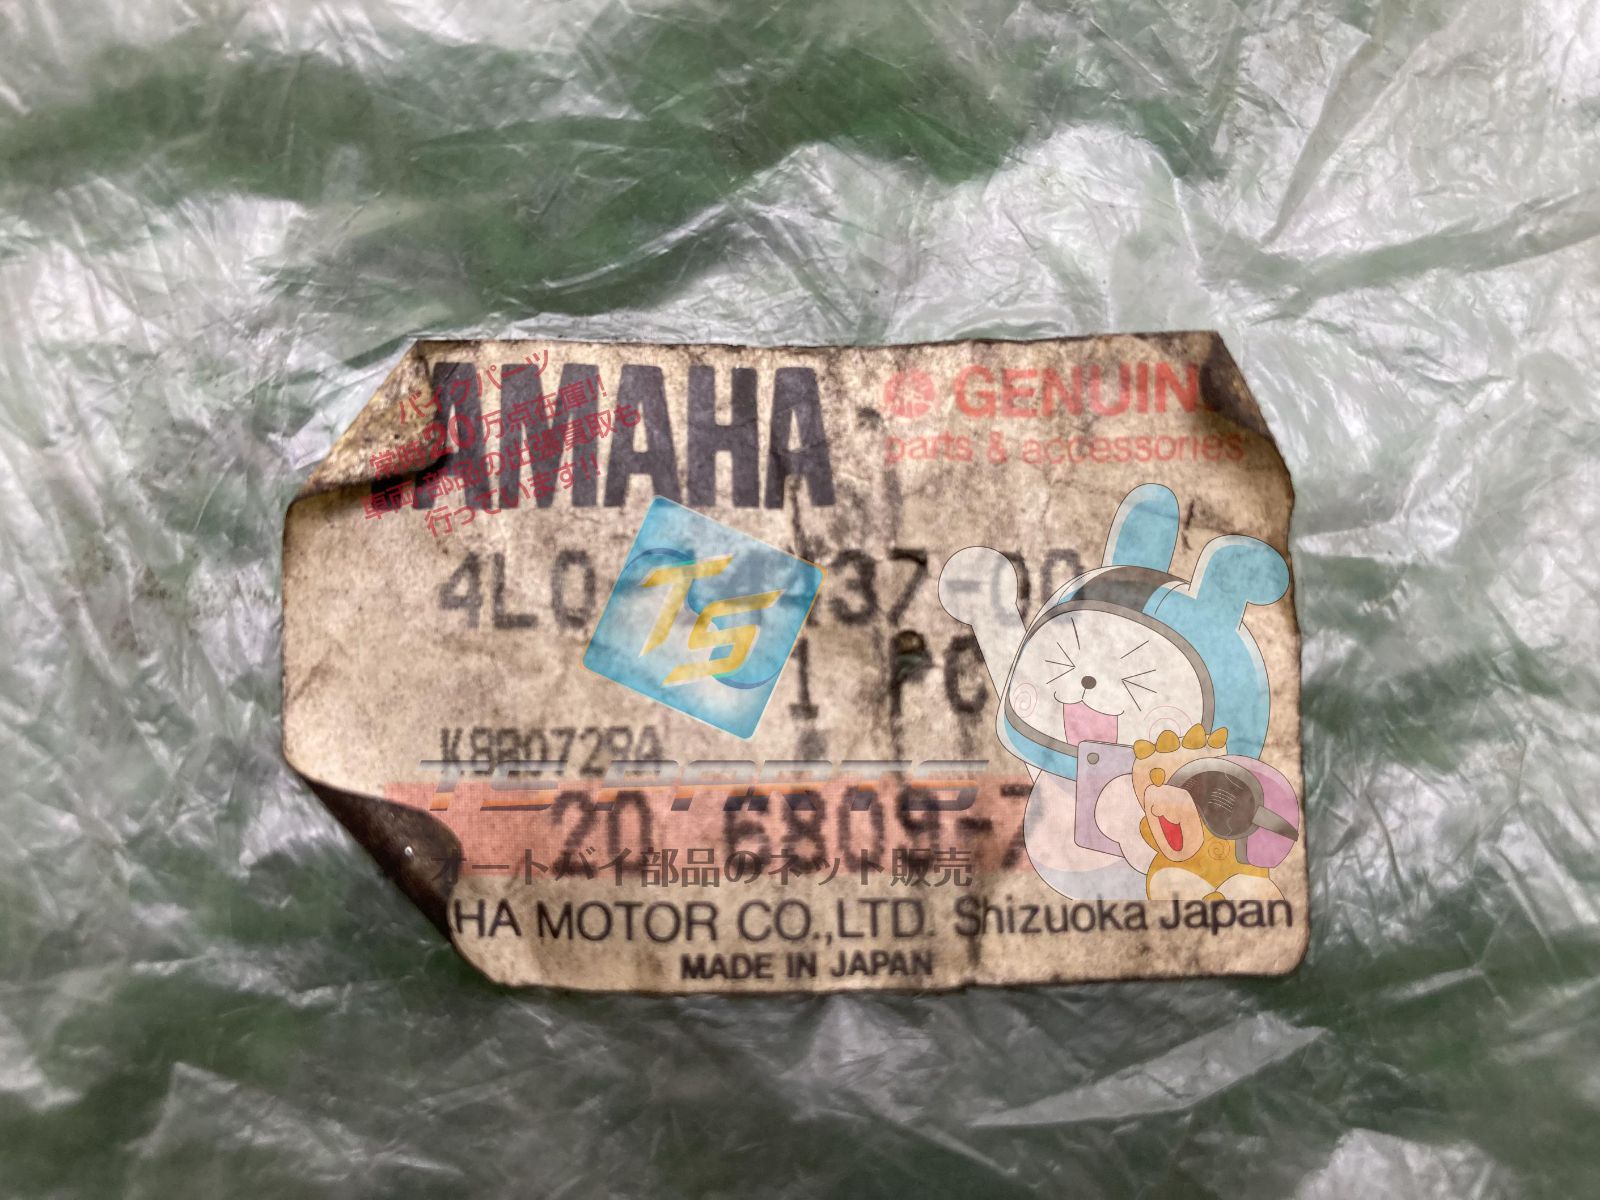 YAMAHA
GENUINE
parts & accessories
バイクパーツ
常時20万点在庫!!
車両・部品の出張買取も
行っています!!
4L0
37-00
TS
1 PC
TS PARTS
20 6809-7
オートバイ部品のネット販売
HA MOTOR CO.,LTD. Shizuoka Japan
MADE IN JAPAN